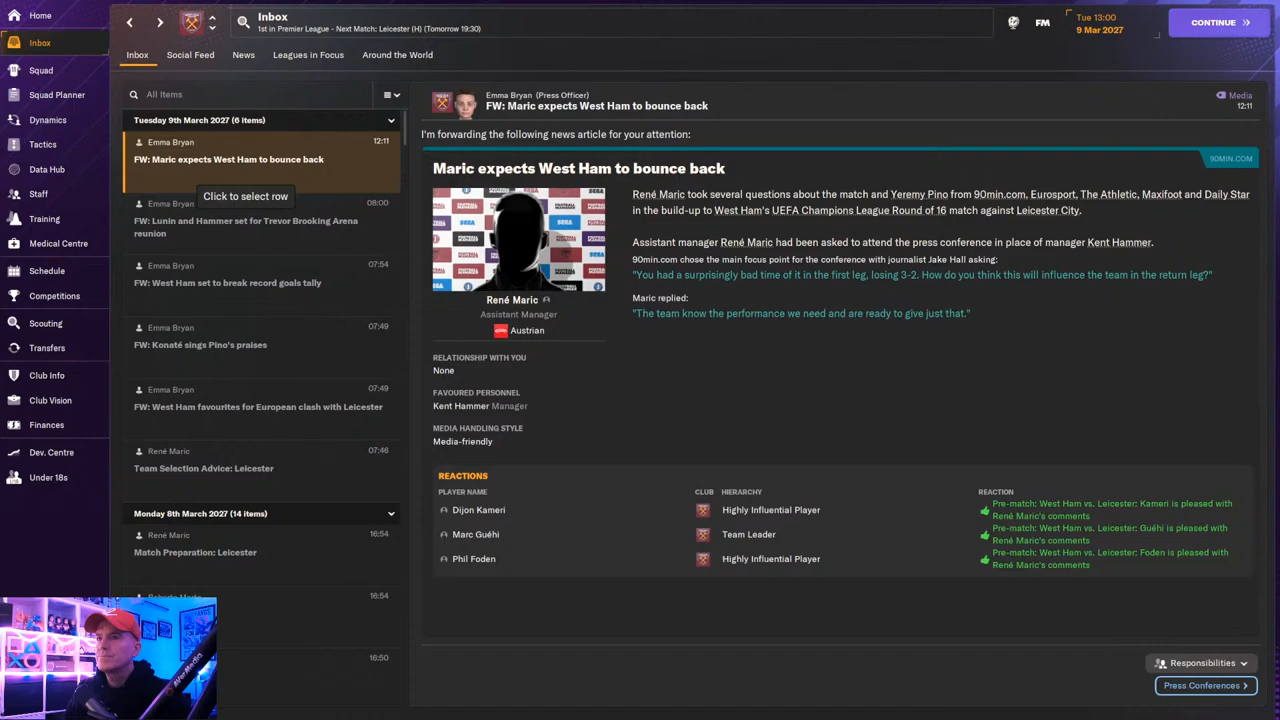 Home
Inbox
Squad
Squad Planner
Dynamics
Tactics
Data Hub
Staff
Training
Medical Centre
Schedule
Competitions
Scouting
Transfers
Club Info
Club Vision
Finances
Dev. Centre
Under 18s
Inbox
1st in Premier League - Next Match: Leicester (H) (Tomorrow 19:30)
FM
Tue 13:00
9 Mar 2027
CONTINUE
Inbox Social Feed News Leagues in Focus Around the World
All Items
Tuesday 9th March 2027 (6 items)
Emma Bryan 12:11
FW: Maric expects West Ham to bounce back
Click to select row
Emma Bryan 08:00
FW: Lunin and Hammer set for Trevor Brooking Arena
reunion
Emma Bryan 07:54
FW: West Ham set to break record goals tally
Emma Bryan 07:49
FW: Konaté sings Pino's praises
Emma Bryan 07:49
FW: West Ham favourites for European clash with Leicester
René Maric 07:46
Team Selection Advice: Leicester
Monday 8th March 2027 (14 items)
René Maric 16:54
Match Preparation: Leicester
16:54
16:50
Emma Bryan (Press Officer)
FW: Maric expects West Ham to bounce back
Media
12:11
I'm forwarding the following news article for your attention:
90MIN.COM
Maric expects West Ham to bounce back
René Maric took several questions about the match and Yeremy Pino from 90min.com, Eurosport, The Athletic, Maxifoot and Daily Star
in the build-up to West Ham's UEFA Champions League Round of 16 match against Leicester City.
Assistant manager René Maric had been asked to attend the press conference in place of manager Kent Hammer.
90min.com chose the main focus point for the conference with journalist Jake Hall asking:
"You had a surprisingly bad time of it in the first leg, losing 3-2. How do you think this will influence the team in the return leg?"
Maric replied:
"The team know the performance we need and are ready to give just that."
René Maric
Assistant Manager
Austrian
RELATIONSHIP WITH YOU
None
FAVOURED PERSONNEL
Kent Hammer Manager
MEDIA HANDLING STYLE
Media-friendly
REACTIONS
PLAYER NAME CLUB HIERARCHY REACTION
Dijon Kameri Highly Influential Player Pre-match: West Ham vs. Leicester: Kameri is pleased with
René Maric's comments
Marc Guéhi Team Leader Pre-match: West Ham vs. Leicester: Guéhi is pleased with
René Maric's comments
Phil Foden Highly Influential Player Pre-match: West Ham vs. Leicester: Foden is pleased with
René Maric's comments
Responsibilities
Press Conferences